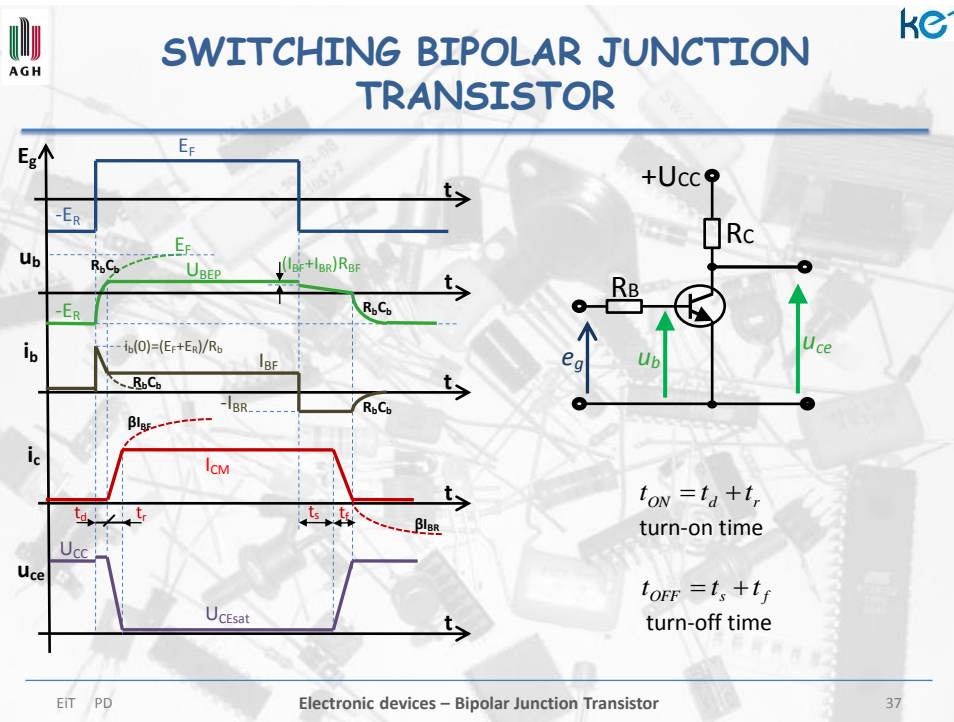 AGH
ke
SWITCHING BIPOLAR JUNCTION
TRANSISTOR
Eg
EF
t
-ER
ub
EF
RbCb
UBEP
(IBF+IBR)RBF
t
-ER
RbCb
ib
ib(0)=(EF+ER)/Rb
IBF
RbCb
t
-IBR
RbCb
ic
βIBF
ICM
t
td
tr
ts
tf
βIBR
UCC
uce
UCEsat
t
+UCC
RC
RB
eg
ub
uce
tON = td + tr
turn-on time
tOFF = ts + tf
turn-off time
EiT PD
Electronic devices – Bipolar Junction Transistor
37